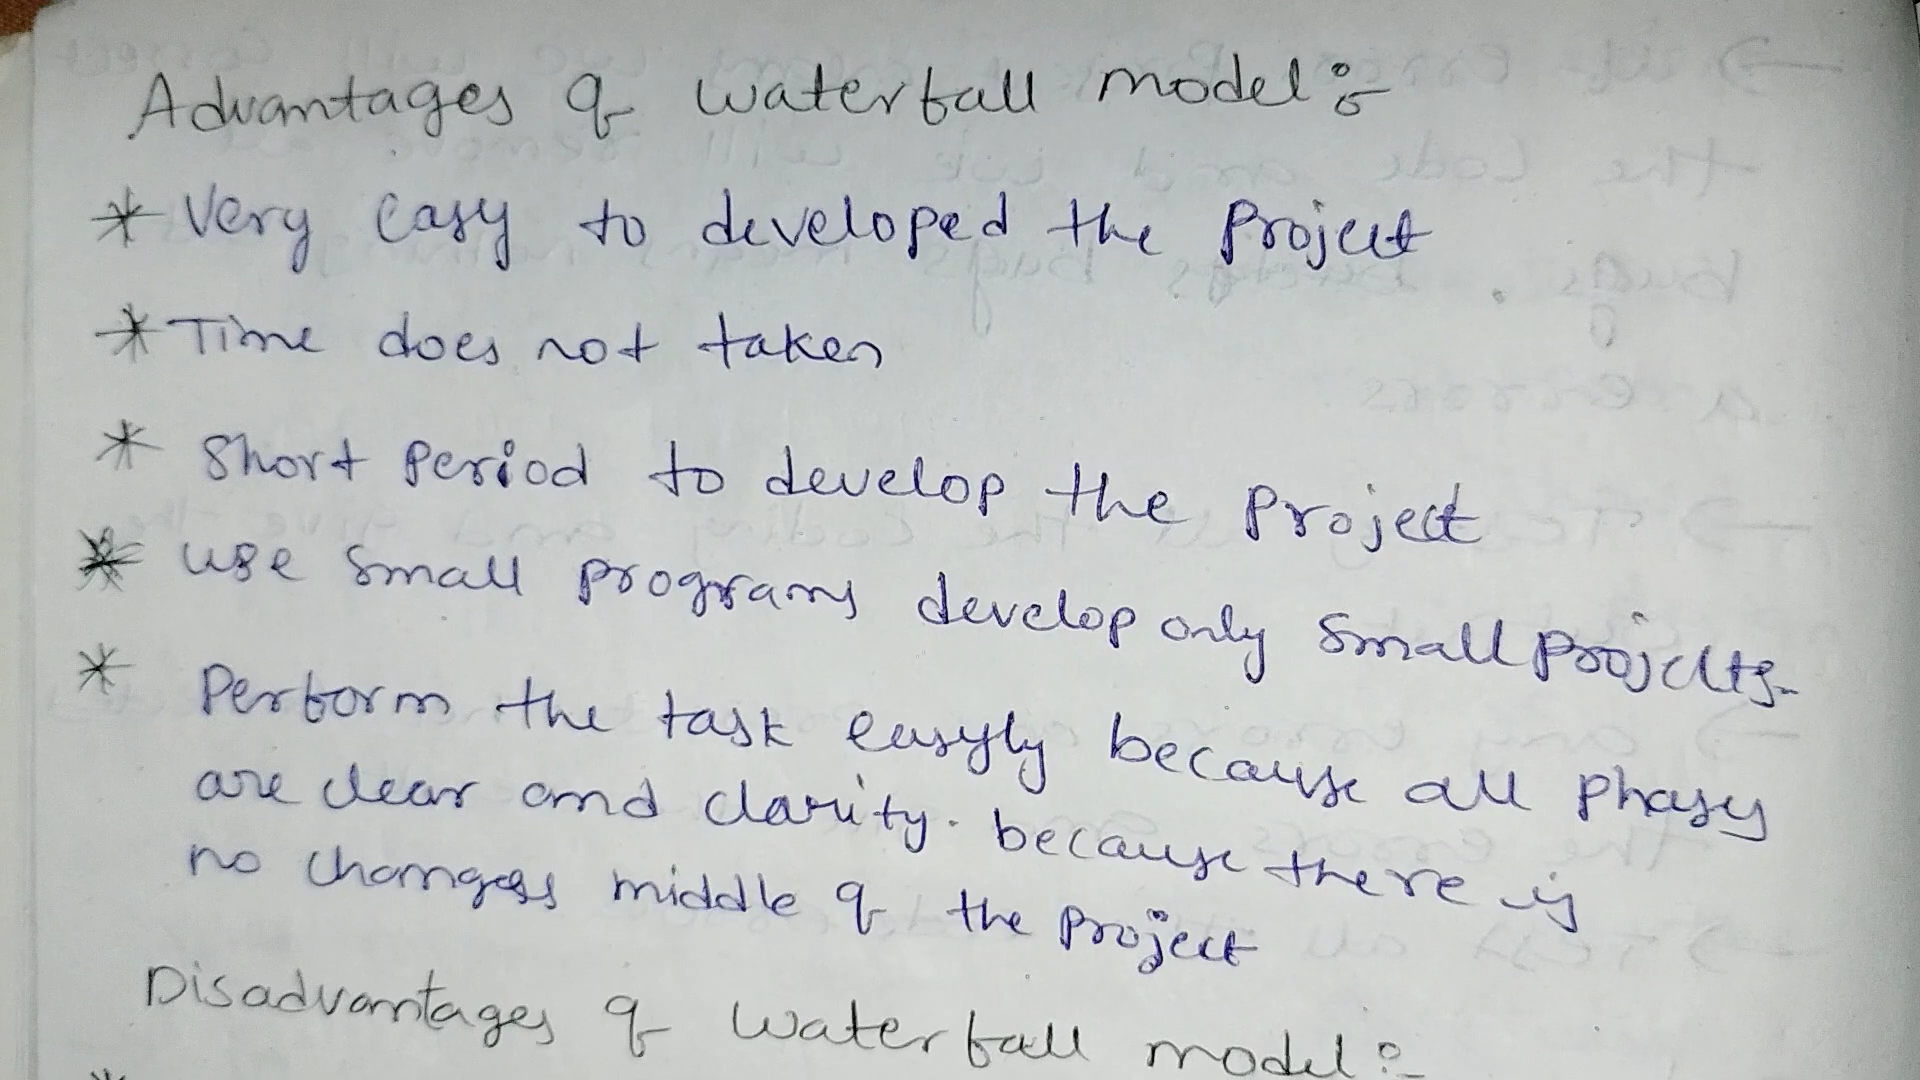 Advantages of waterfall model:-
* Very easy to developed the project
* Time does not taken
* Short period to develop the project
* use small programs develop only small projects.
* Perform the task easyly because all phases
are clear and clarity. because there is
no changess middle of the project
Disadvantages of waterfall model:-
*